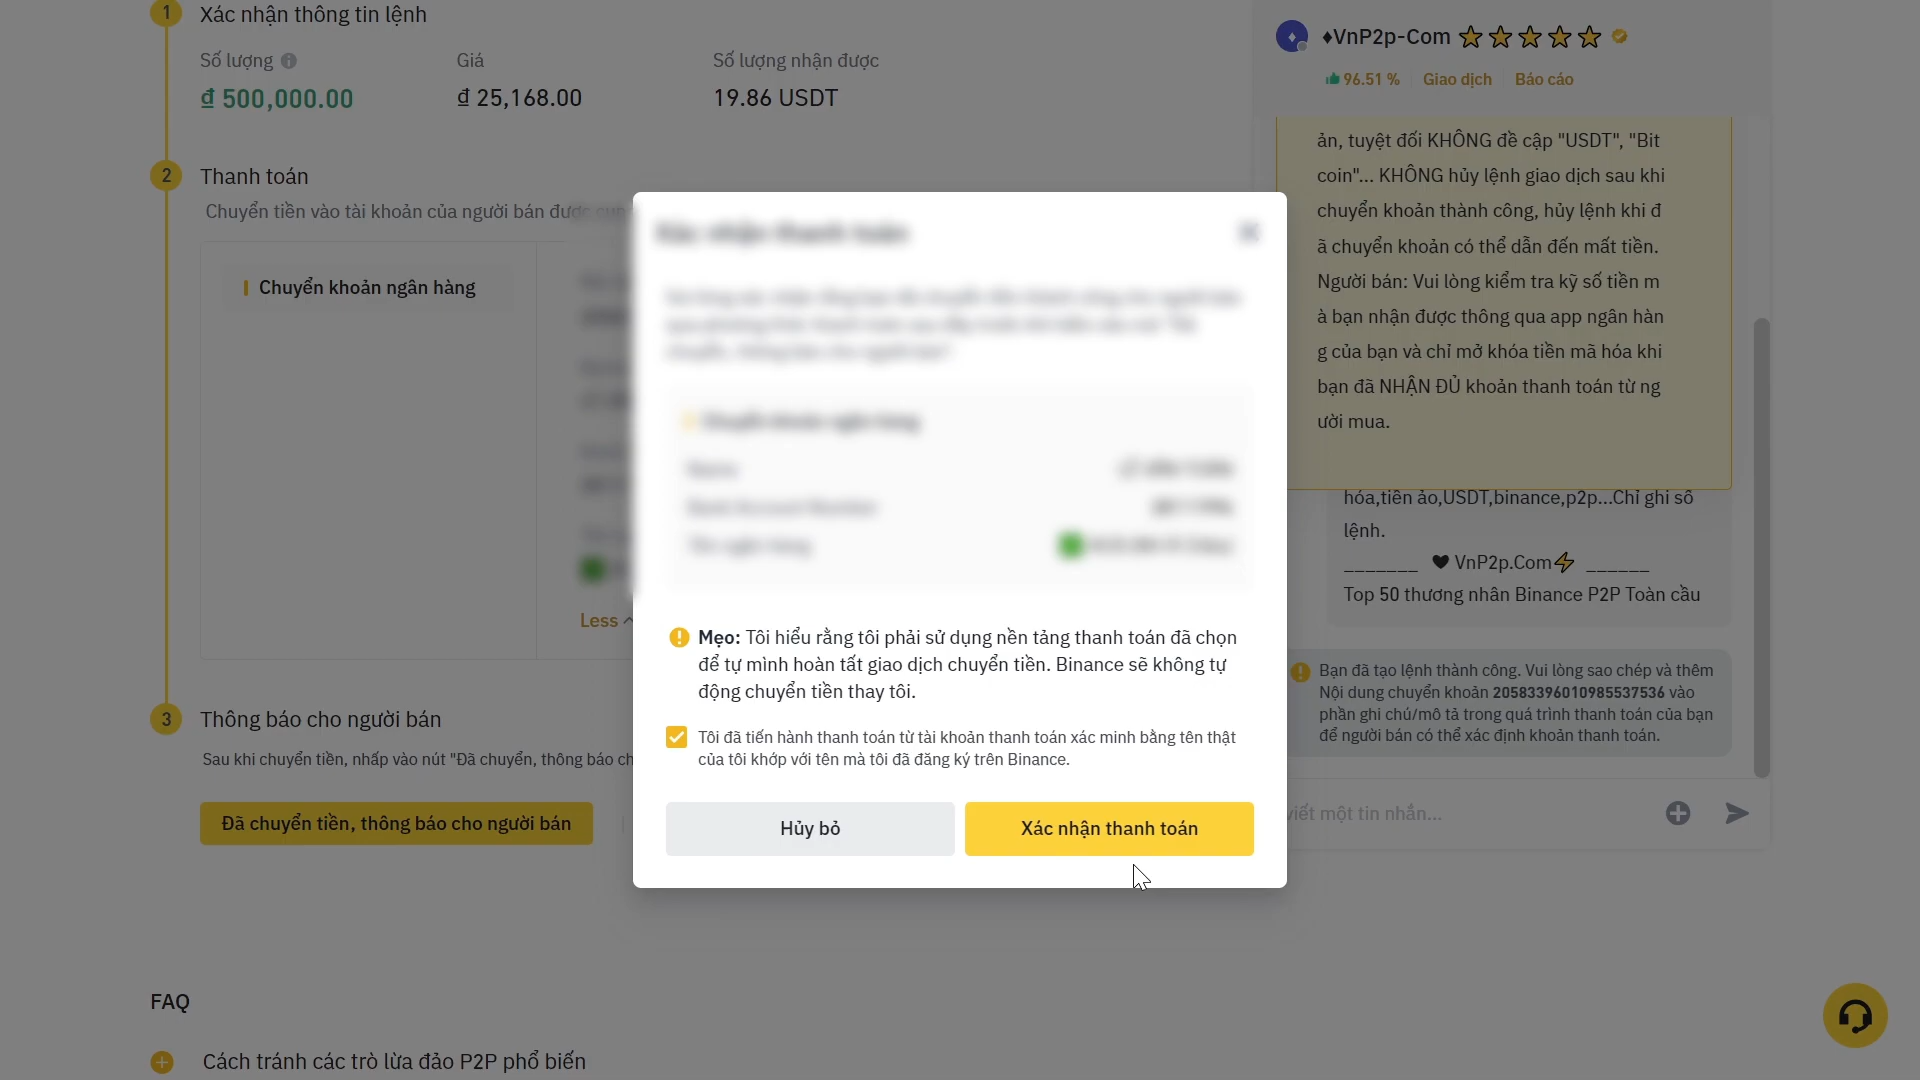 1
Xác nhận thông tin lệnh
Số lượng
Giá
Số lượng nhận được
₫ 500,000.00
₫ 25,168.00
19.86 USDT
2
Thanh toán
Chuyển tiền vào tài khoản của người bán được
Chuyển khoản ngân hàng
Less
3
Thông báo cho người bán
Sau khi chuyển tiền, nhấp vào nút "Đã chuyển, thông báo
Đã chuyển tiền, thông báo cho người bán
FAQ
Cách tránh các trò lừa đảo P2P phổ biến
Mẹo: Tôi hiểu rằng tôi phải sử dụng nền tảng thanh toán đã chọn
để tự mình hoàn tất giao dịch chuyển tiền. Binance sẽ không tự
động chuyển tiền thay tôi.
Tôi đã tiến hành thanh toán từ tài khoản thanh toán xác minh bằng tên thật
của tôi khớp với tên mà tôi đã đăng ký trên Binance.
Hủy bỏ
Xác nhận thanh toán
♦VnP2p-Com
96.51 %
Giao dịch
Báo cáo
ản, tuyệt đối KHÔNG đề cập "USDT", "Bit
coin"... KHÔNG hủy lệnh giao dịch sau khi
chuyển khoản thành công, hủy lệnh khi đ
ã chuyển khoản có thể dẫn đến mất tiền.
Người bán: Vui lòng kiểm tra kỹ số tiền m
à bạn nhận được thông qua app ngân hàn
g của bạn và chỉ mở khóa tiền mã hóa khi
bạn đã NHẬN ĐỦ khoản thanh toán từ ng
ười mua.
hóa,tiền ảo,USDT,binance,p2p...Chỉ ghi số
lệnh.
_______ ♥ VnP2p.Com⚡ ______
Top 50 thương nhân Binance P2P Toàn cầu
Bạn đã tạo lệnh thành công. Vui lòng sao chép và thêm
Nội dung chuyển khoản 20583396010985537536 vào
phần ghi chú/mô tả trong quá trình thanh toán của bạn
để người bán có thể xác định khoản thanh toán.
viết một tin nhắn...